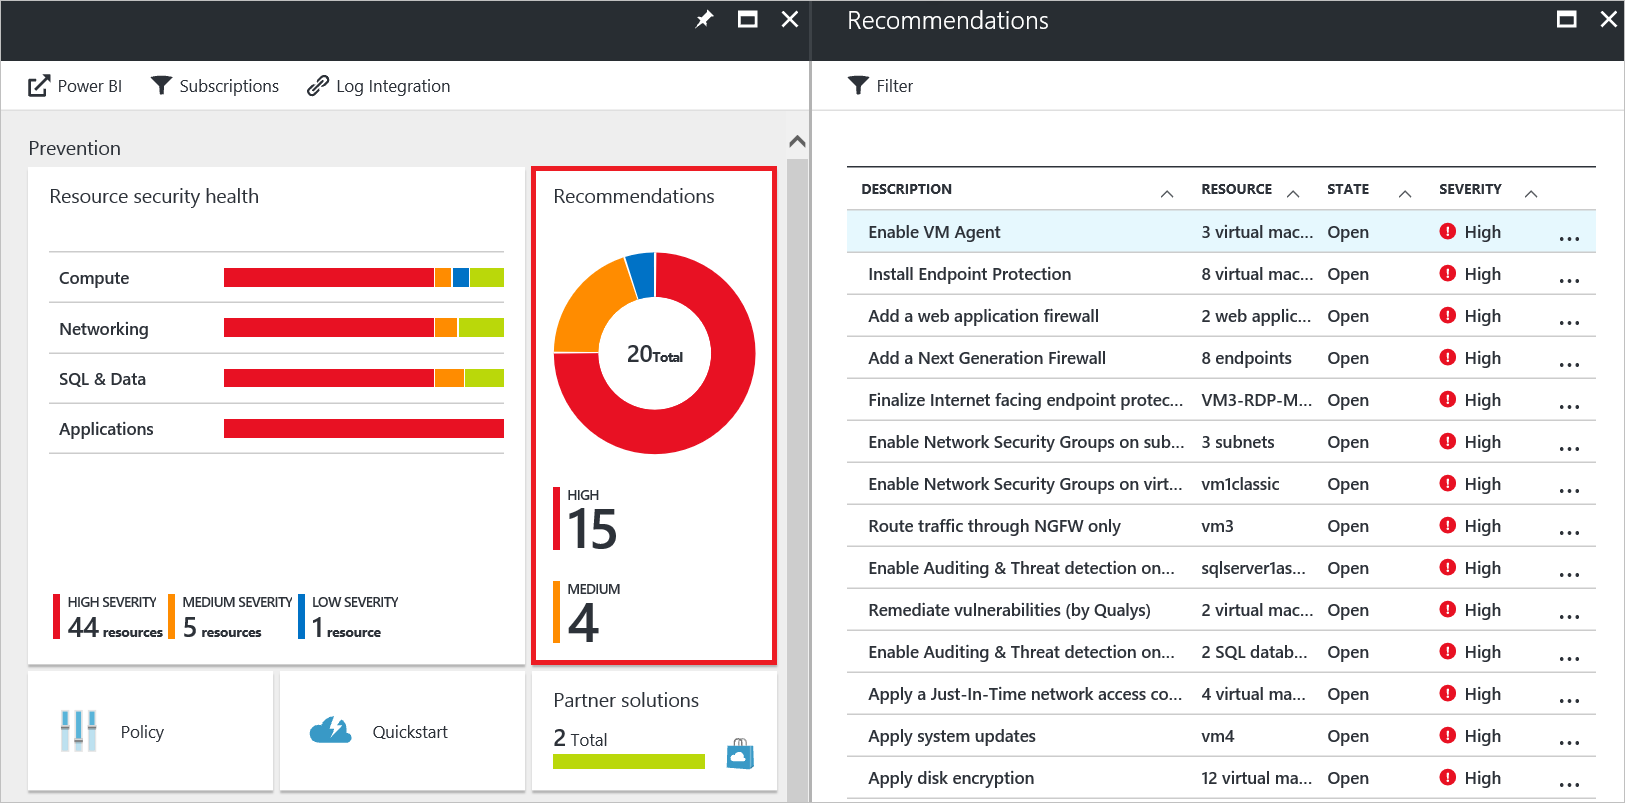 Recommendations
Power BI
Subscriptions
Log Integration
Filter
Prevention
Resource security health
Compute
Networking
SQL & Data
Applications
HIGH SEVERITY
44 resources
MEDIUM SEVERITY
5 resources
LOW SEVERITY
1 resource
Recommendations
20Total
HIGH
15
MEDIUM
4
Policy
Quickstart
Partner solutions
2 Total
DESCRIPTION RESOURCE STATE SEVERITY
Enable VM Agent 3 virtual mac... Open High ...
Install Endpoint Protection 8 virtual mac... Open High ...
Add a web application firewall 2 web applic... Open High ...
Add a Next Generation Firewall 8 endpoints Open High ...
Finalize Internet facing endpoint protec... VM3-RDP-M... Open High ...
Enable Network Security Groups on sub... 3 subnets Open High ...
Enable Network Security Groups on virt... vm1classic Open High ...
Route traffic through NGFW only vm3 Open High ...
Enable Auditing & Threat detection on... sqlserver1as... Open High ...
Remediate vulnerabilities (by Qualys) 2 virtual mac... Open High ...
Enable Auditing & Threat detection on... 2 SQL datab... Open High ...
Apply a Just-In-Time network access co... 4 virtual ma... Open High ...
Apply system updates vm4 Open High ...
Apply disk encryption 12 virtual ma... Open High ...